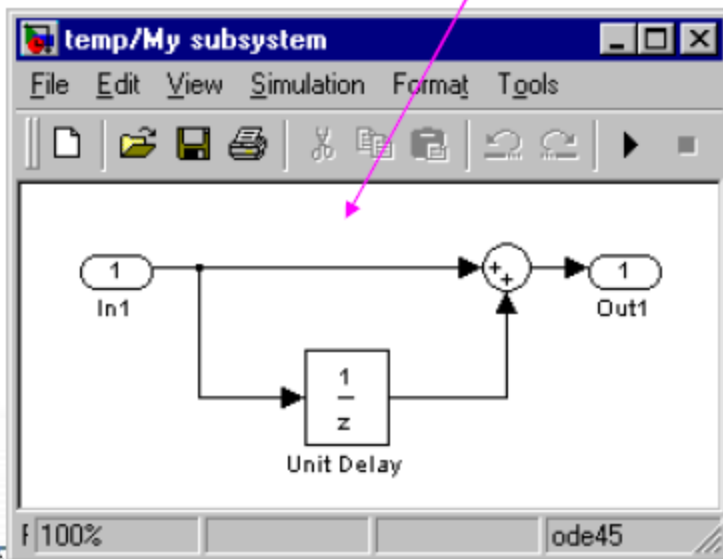 temp/My subsystem
File Edit View Simulation Format Tools
1
In1
+
+
1
Out1
1
z
Unit Delay
100%
ode45